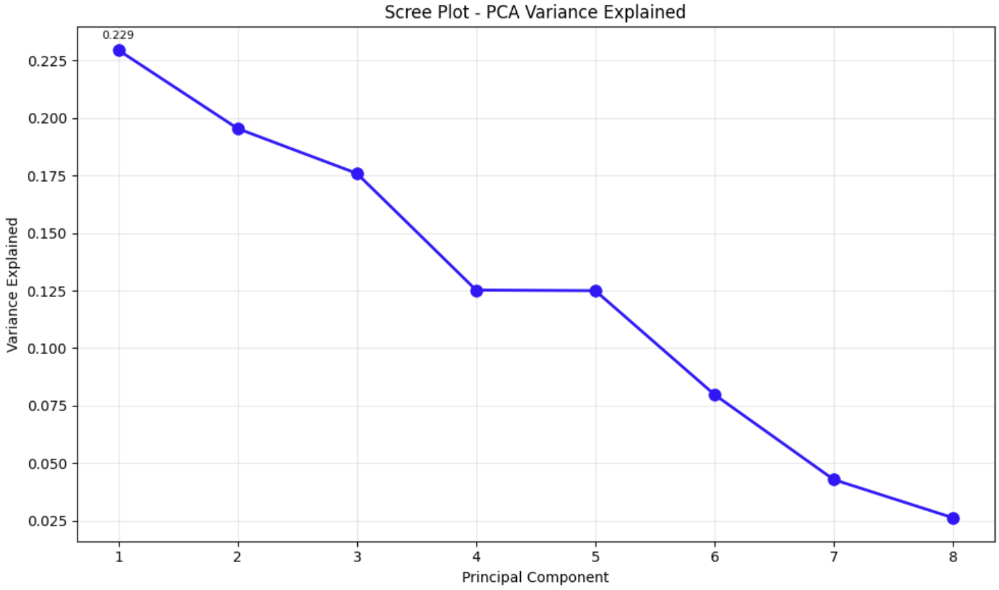 Scree Plot - PCA Variance Explained
0.229
0.225
0.200
0.175
0.150
0.125
0.100
0.075
0.050
0.025
Variance Explained
1 2 3 4 5 6 7 8
Principal Component